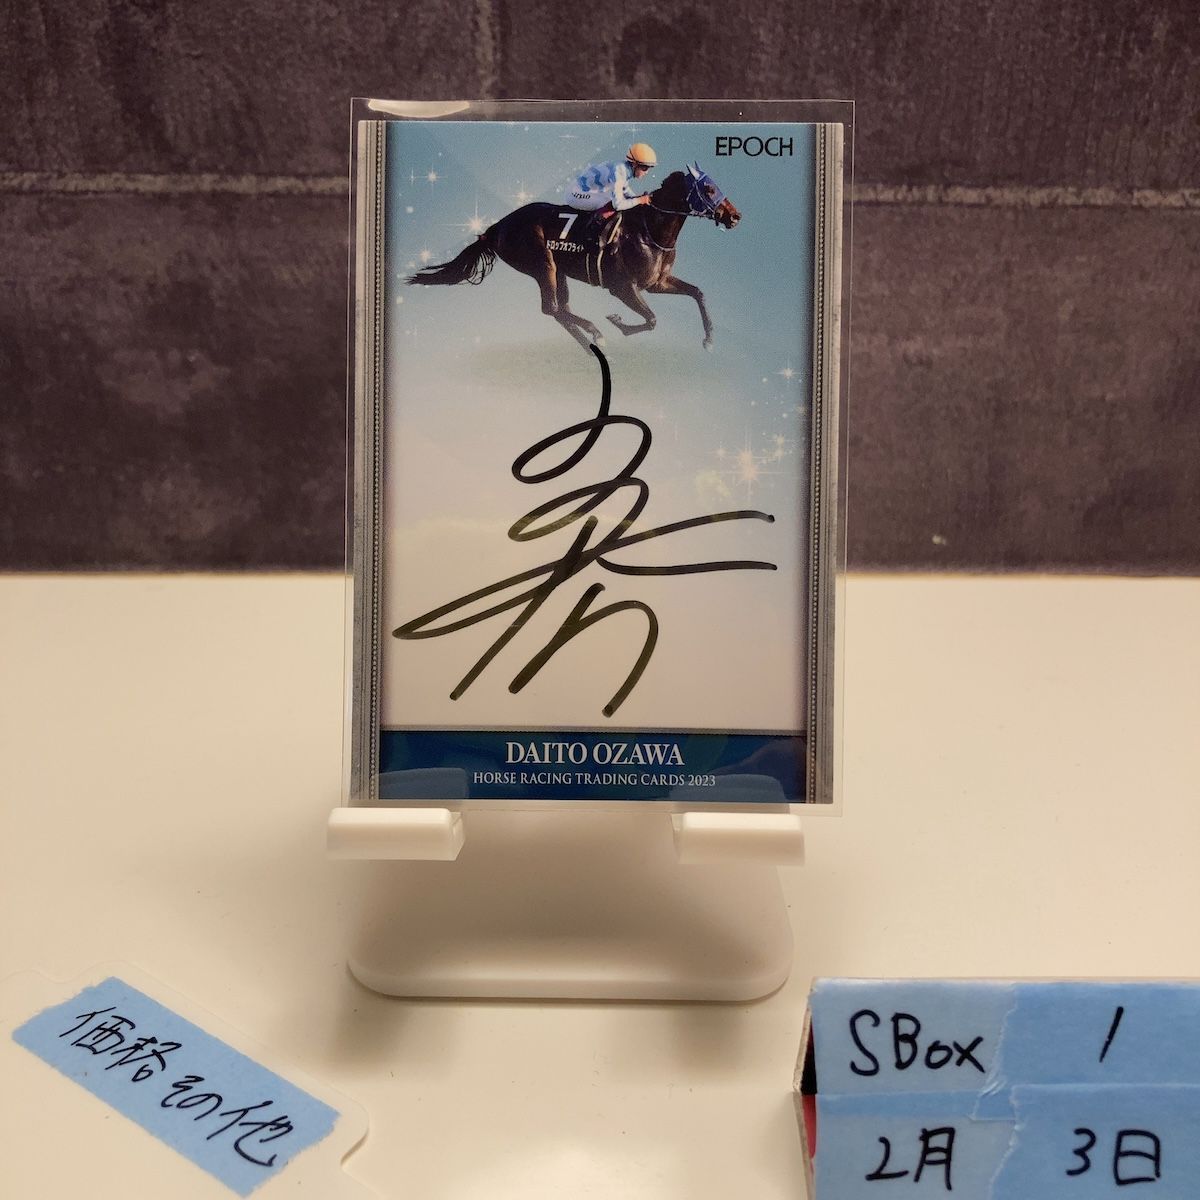 EPOCH
7
ドロップオブライト
DAITO OZAWA
HORSE RACING TRADING CARDS 2023
価格その他
SBox 1
2月 3日